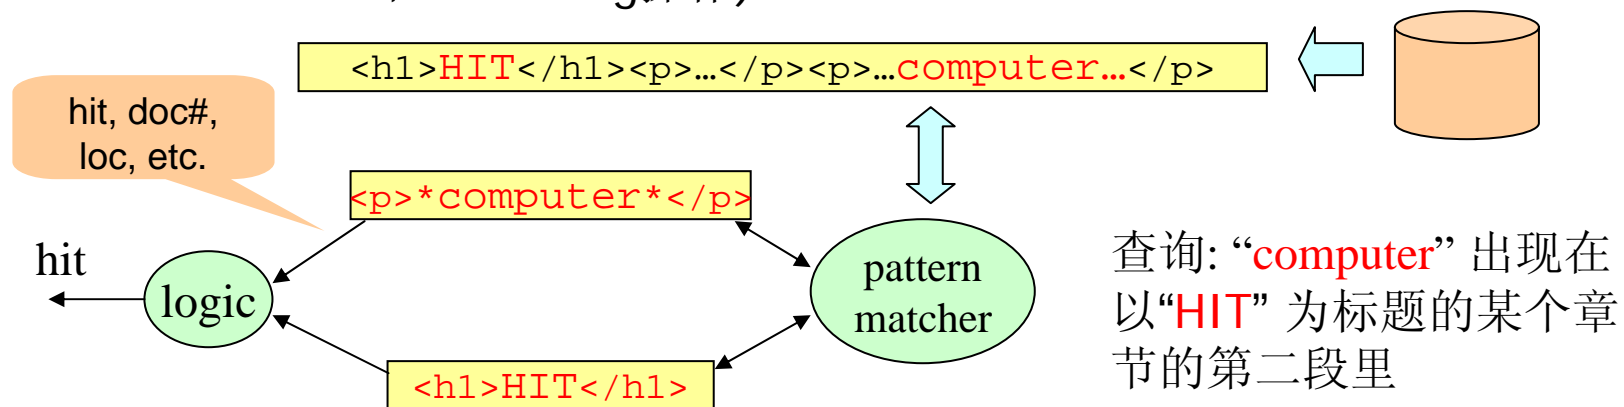 <h1>HIT</h1><p>…</p><p>…computer…</p>
hit, doc#,
loc, etc.
<p>*computer*</p>
hit
logic
pattern
matcher
<h1>HIT</h1>
查询: “computer” 出现在
以“HIT” 为标题的某个章
节的第二段里